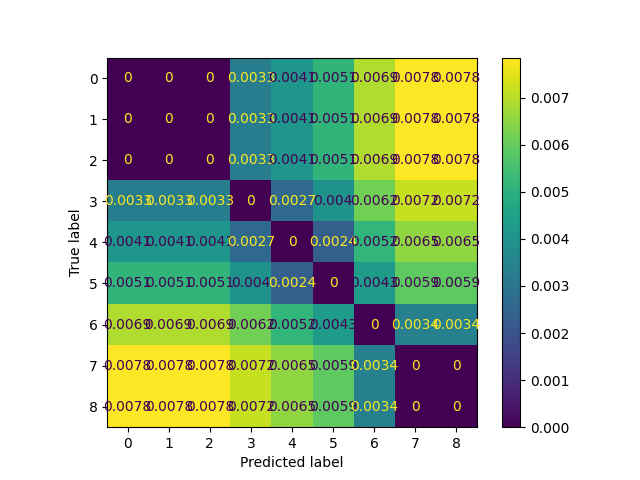 0 0 0 0 0.0033 0.0041 0.0051 0.0069 0.0078 0.0078
1 0 0 0 0.0033 0.0041 0.0051 0.0069 0.0078 0.0078
2 0 0 0 0.0033 0.0041 0.0051 0.0069 0.0078 0.0078
3 0.0033 0.0033 0.0033 0 0.0027 0.004 0.0062 0.0072 0.0072
4 0.0041 0.0041 0.0041 0.0027 0 0.0024 0.0052 0.0065 0.0065
5 0.0051 0.0051 0.0051 0.004 0.0024 0 0.0043 0.0059 0.0059
6 0.0069 0.0069 0.0069 0.0062 0.0052 0.0043 0 0.0034 0.0034
7 0.0078 0.0078 0.0078 0.0072 0.0065 0.0059 0.0034 0 0
8 0.0078 0.0078 0.0078 0.0072 0.0065 0.0059 0.0034 0 0
0 1 2 3 4 5 6 7 8
Predicted label
True label
0.007
0.006
0.005
0.004
0.003
0.002
0.001
0.000